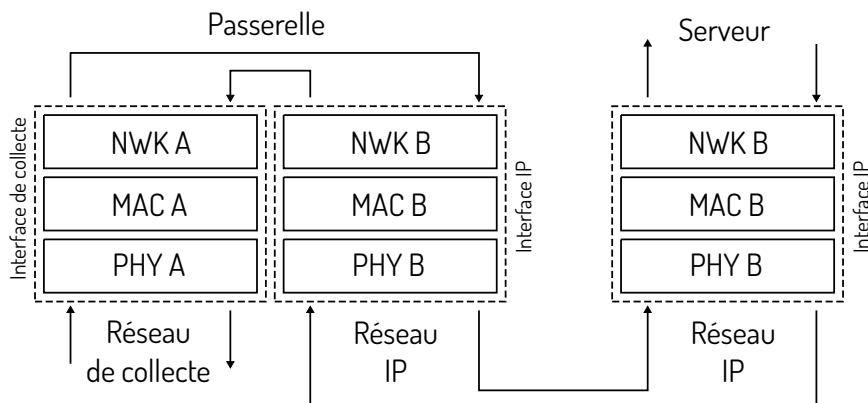 Passerelle
Serveur
Interface de collecte
NWK A
MAC A
PHY A
NWK B
MAC B
PHY B
Interface IP
NWK B
MAC B
PHY B
Interface IP
Réseau
de collecte
Réseau
IP
Réseau
IP